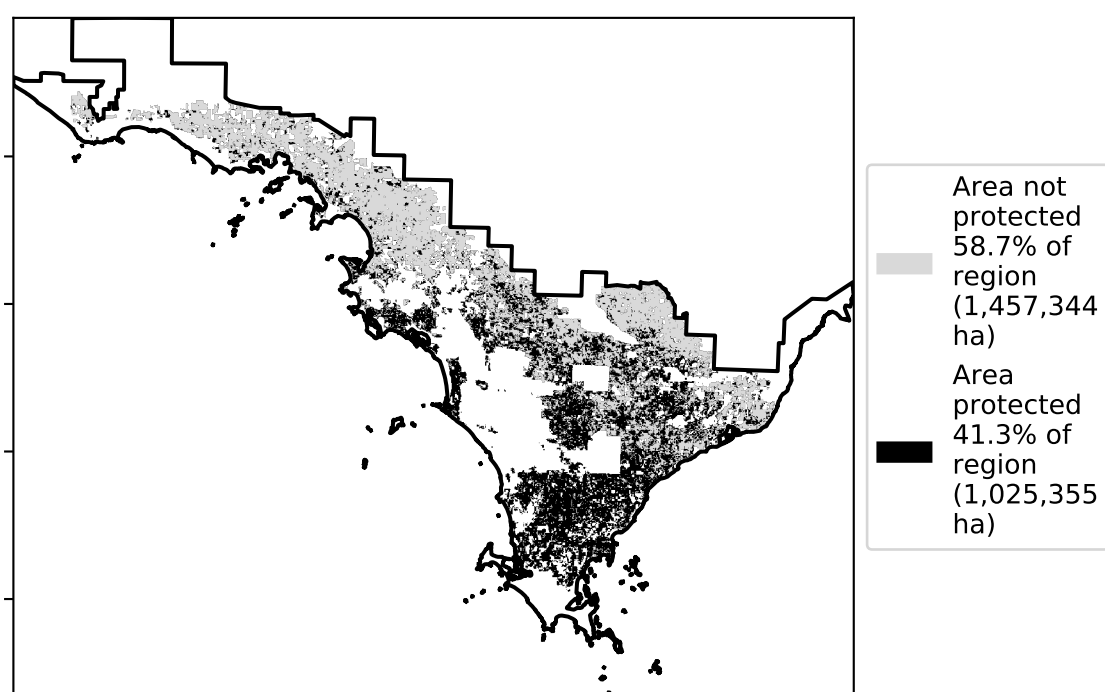 Area not
protected
58.7% of
region
(1,457,344
ha)
Area
protected
41.3% of
region
(1,025,355
ha)